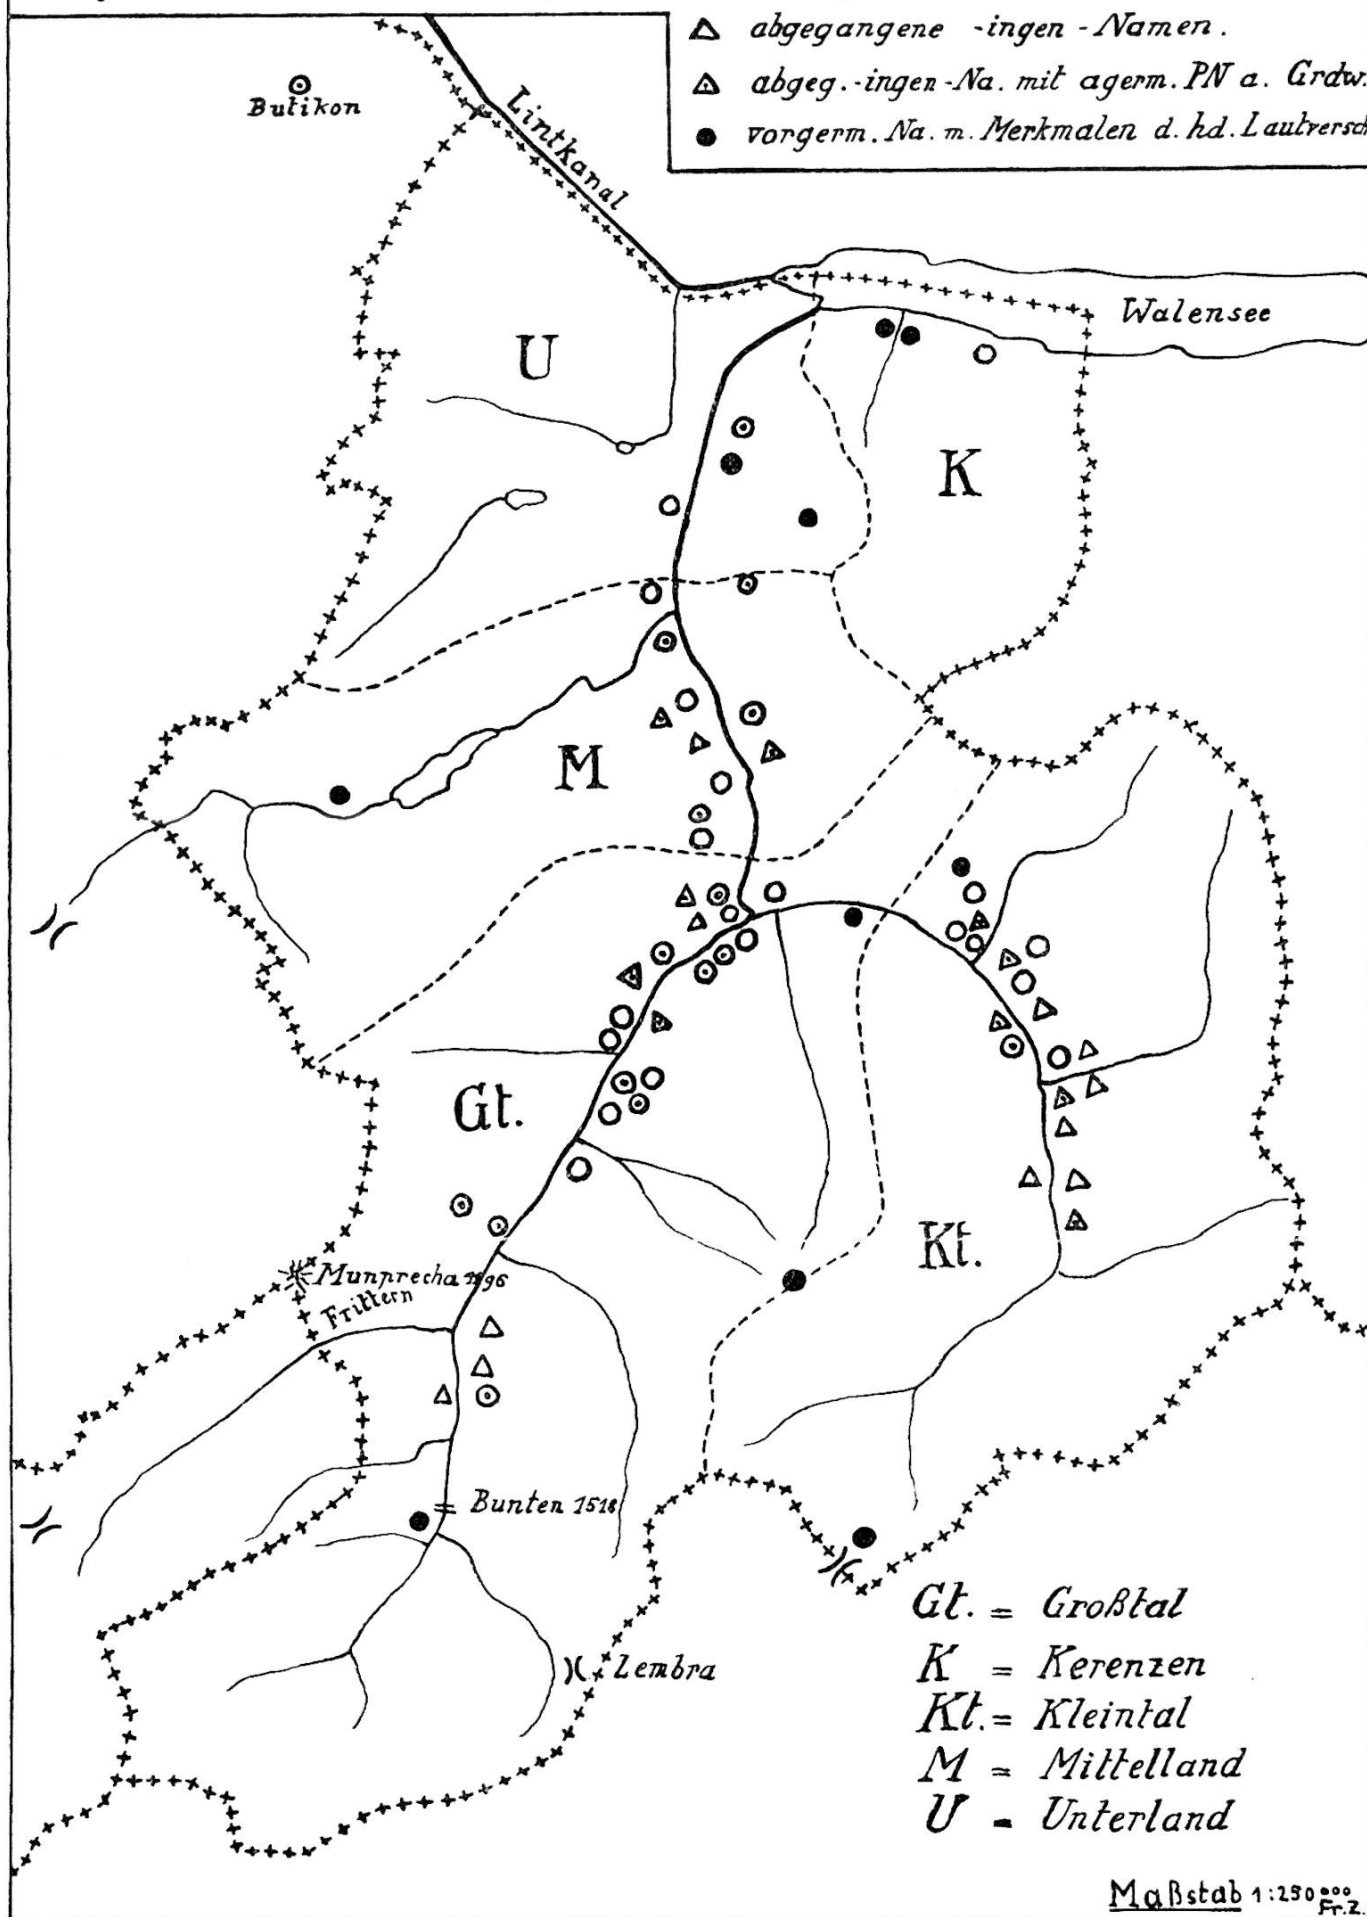 abgegangene -ingen-Namen.
abgeg.-ingen-Na. mit agerm. PN a. Grdw.
vorgerm. Na. m. Merkmalen d. hd. Lautversch
Butikon
Lintkanal
Walensee
U
K
M
Gt.
Kt.
Munprecha 1196
Frittern
= Bunten 1518
Lembra
Gt. = Großtal
K = Kerenzen
Kt. = Kleintal
M = Mittelland
U = Unterland
Maßstab 1:250000
Fr.Z.